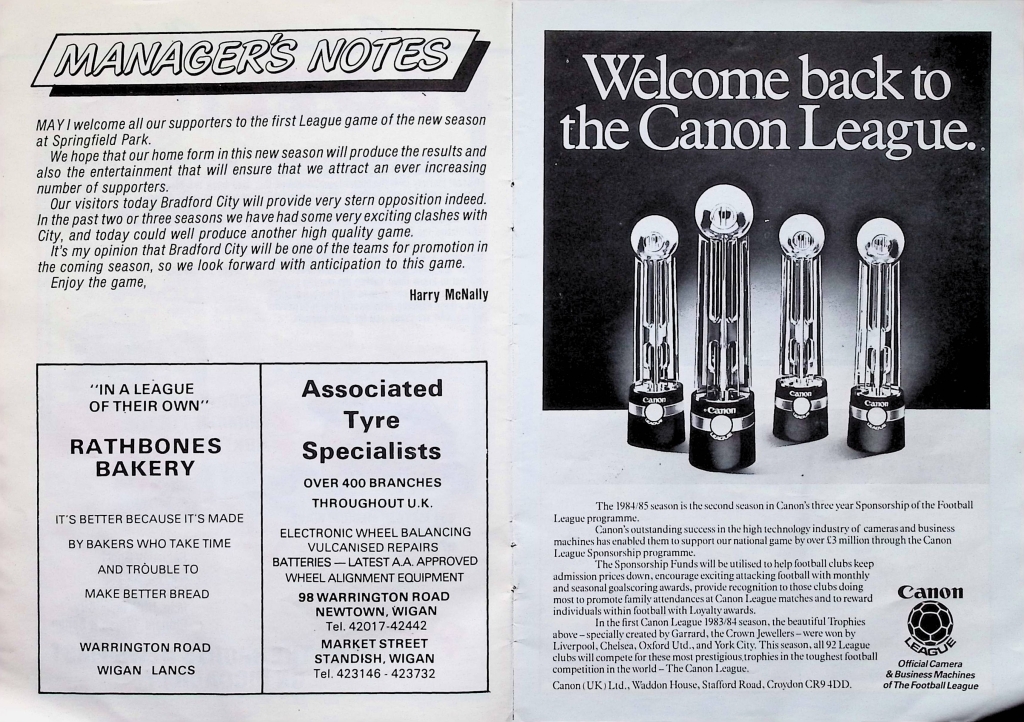 MANAGER'S NOTES
MAY I welcome all our supporters to the first League game of the new season
at Springfield Park.
We hope that our home form in this new season will produce the results and
also the entertainment that will ensure that we attract an ever increasing
number of supporters.
Our visitors today Bradford City will provide very stern opposition indeed.
In the past two or three seasons we have had some very exciting clashes with
City, and today could well produce another high quality game.
It's my opinion that Bradford City will be one of the teams for promotion in
the coming season, so we look forward with anticipation to this game.
Enjoy the game,
Harry McNally
"IN A LEAGUE
OF THEIR OWN"
RATHBONES
BAKERY
IT'S BETTER BECAUSE IT'S MADE
BY BAKERS WHO TAKE TIME
AND TROUBLE TO
MAKE BETTER BREAD
WARRINGTON ROAD
WIGAN LANCS
Associated
Tyre
Specialists
OVER 400 BRANCHES
THROUGHOUT U.K.
ELECTRONIC WHEEL BALANCING
VULCANISED REPAIRS
BATTERIES — LATEST A.A. APPROVED
WHEEL ALIGNMENT EQUIPMENT
98 WARRINGTON ROAD
NEWTOWN, WIGAN
Tel. 42017-42442
MARKET STREET
STANDISH, WIGAN
Tel. 423146 - 423732
Welcome back to
the Canon League.
Canon
Canon
Canon
Canon
The 1984/85 season is the second season in Canon's three year Sponsorship of the Football
League programme.
Canon's outstanding success in the high technology industry of cameras and business
machines has enabled them to support our national game by over £3 million through the Canon
League Sponsorship programme.
The Sponsorship Funds will be utilised to help football clubs keep
admission prices down, encourage exciting attacking football with monthly
and seasonal goalscoring awards, provide recognition to those clubs doing
most to promote family attendances at Canon League matches and to reward
individuals within football with Loyalty awards.
In the first Canon League 1983/84 season, the beautiful Trophies
above – specially created by Garrard, the Crown Jewellers – were won by
Liverpool, Chelsea, Oxford Utd., and York City. This season, all 92 League
clubs will compete for these most prestigious trophies in the toughest football
competition in the world – The Canon League.
Canon (UK) Ltd., Waddon House, Stafford Road, Croydon CR9 4DD.
Canon
LEAGUE
Official Camera
& Business Machines
of The Football League